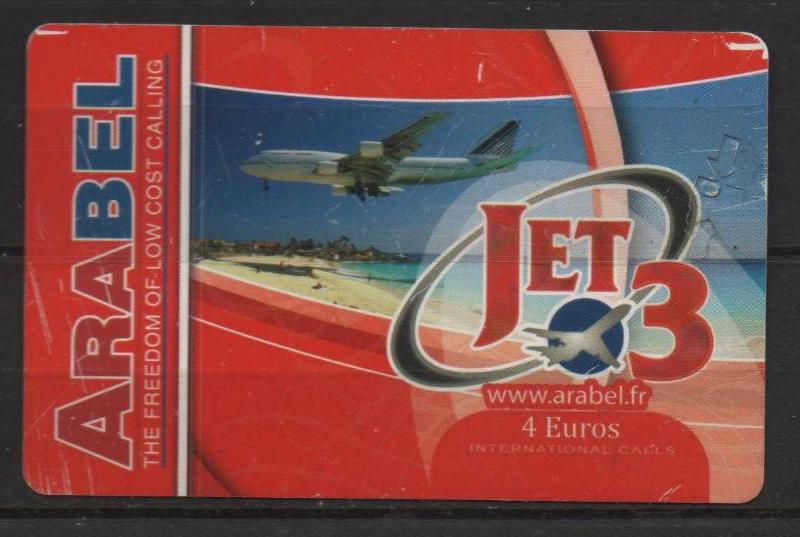 ARABEL
THE FREEDOM OF LOW COST CALLING
JET 3
www.arabel.fr
4 Euros
INTERNATIONAL CALLS